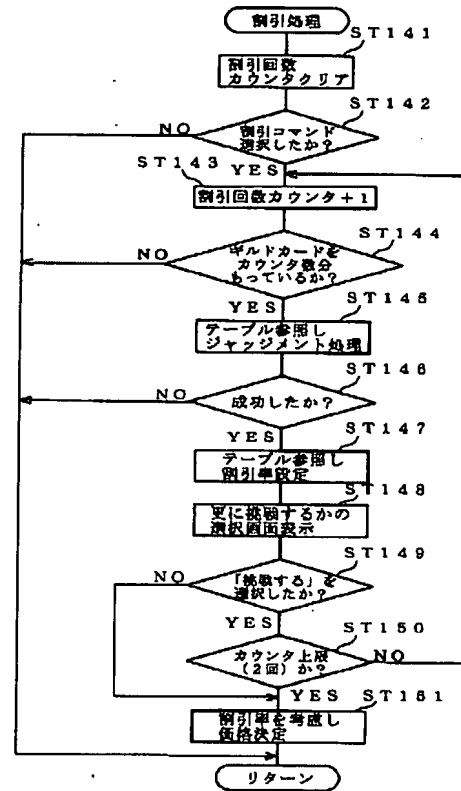 割引処理
ST141
割引回数
カウンタクリア
ST142
割引コマンド
選択したか?
NO
YES
ST143
割引回数カウンタ+1
ST144
ギルドカードを
カウンタ数分
もっているか?
NO
YES
ST145
テーブル参照し
ジャッジメント処理
ST146
成功したか?
NO
YES
ST147
テーブル参照し
割引率設定
ST148
更に挑戦するかの
選択画面表示
ST149
「挑戦する」を
選択したか?
NO
YES
ST150
カウンタ上限
(2回)か?
NO
YES
ST151
割引率を考慮し
価格決定
リターン